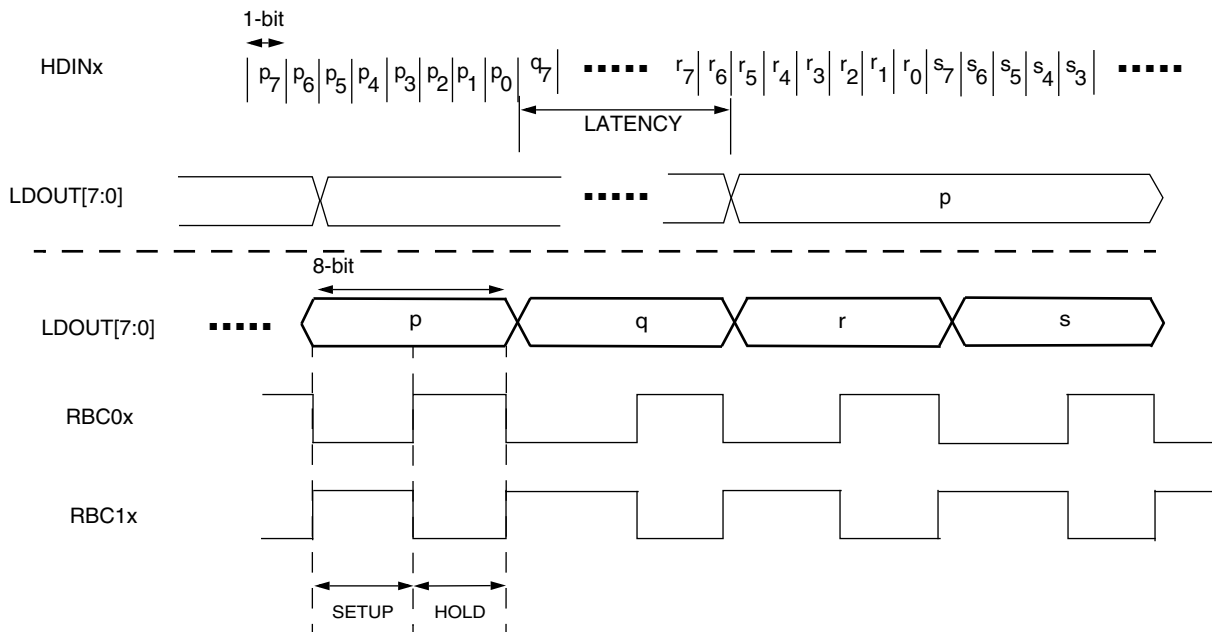 1-bit
HDINx
p7 p6 p5 p4 p3 p2 p1 p0 q7 ..... r7 r6 r5 r4 r3 r2 r1 r0 s7 s6 s5 s4 s3 .....
LATENCY
LDOUT[7:0] ..... p
8-bit
LDOUT[7:0] ..... p q r s
RBC0x
RBC1x
SETUP HOLD